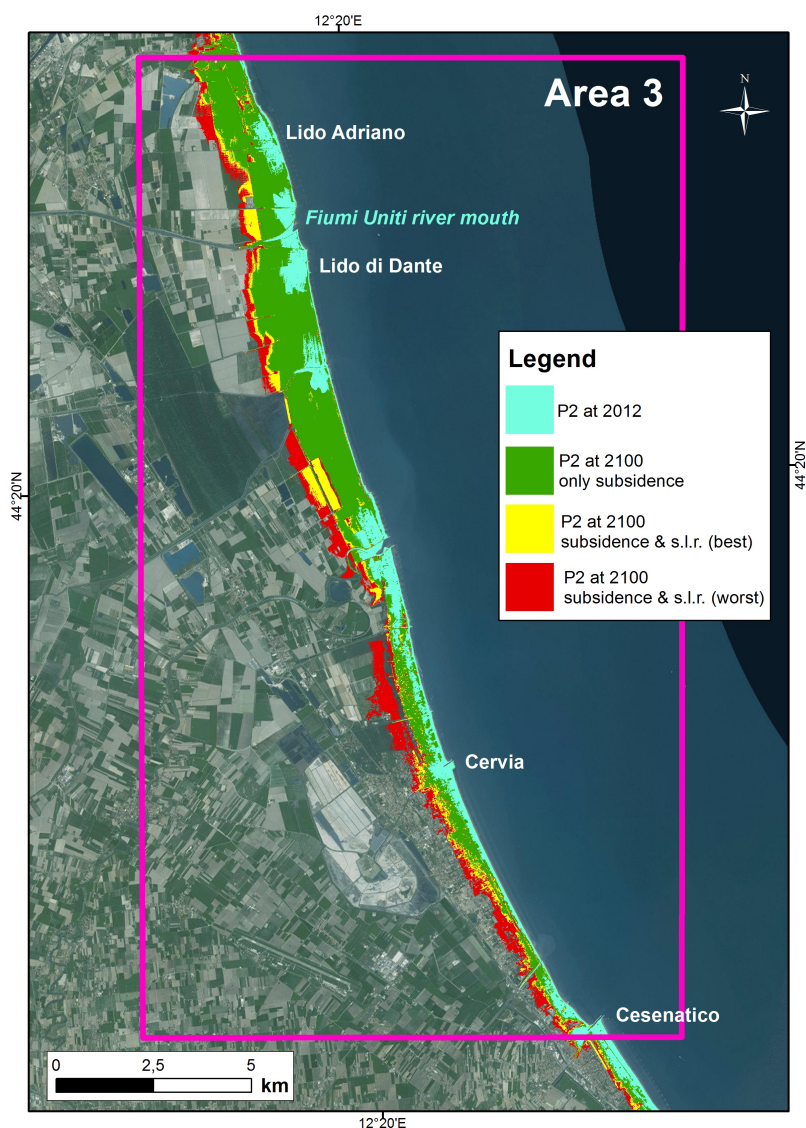 12°20'E
Area 3
N
Lido Adriano
Fiumi Uniti river mouth
Lido di Dante
Legend
P2 at 2012
P2 at 2100
only subsidence
P2 at 2100
subsidence & s.l.r. (best)
P2 at 2100
subsidence & s.l.r. (worst)
44°20'N
44°20'N
Cervia
Cesenatico
0
2,5
5
km
12°20'E